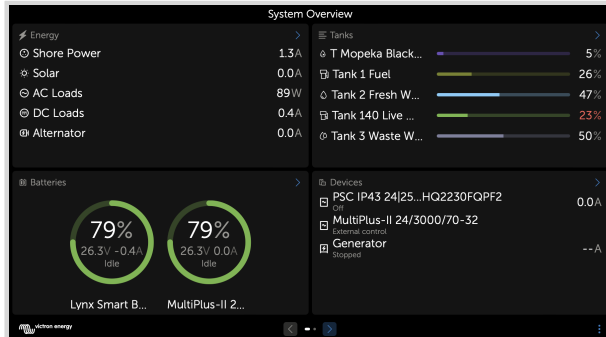 System Overview
Energy
Shore Power 1.3A
Solar 0.0A
AC Loads 89W
DC Loads 0.4A
Alternator 0.0A
Tanks
T Mopeka Black... 5%
Tank 1 Fuel 26%
Tank 2 Fresh W... 47%
Tank 140 Live ... 23%
Tank 3 Waste W... 50%
Batteries
79%
26.3V -0.4A
Idle
Lynx Smart B...
79%
26.3V 0.0A
Idle
MultiPlus-II 2...
Devices
PSC IP43 24|25...HQ2230FQPF2 0.0A
Off
MultiPlus-II 24/3000/70-32
External control
Generator --A
Stopped
victron energy